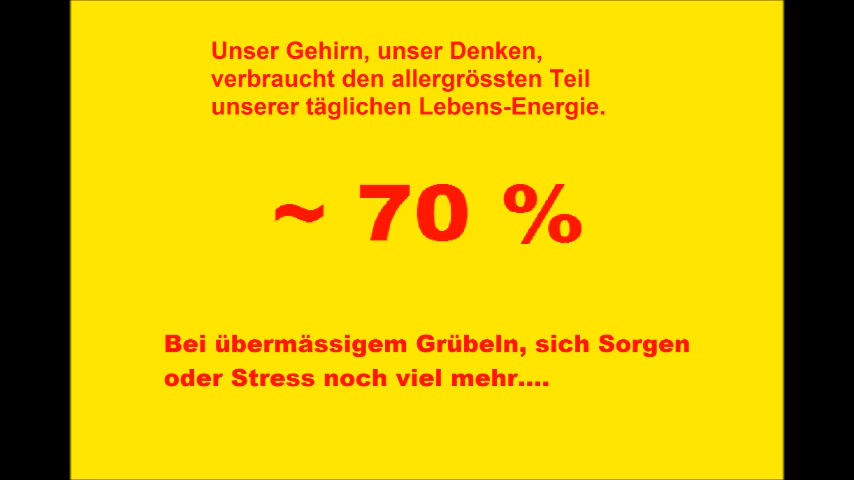 Unser Gehirn, unser Denken,
verbraucht den allergrössten Teil
unserer täglichen Lebens-Energie.
~ 70 %
Bei übermässigem Grübeln, sich Sorgen
oder Stress noch viel mehr....